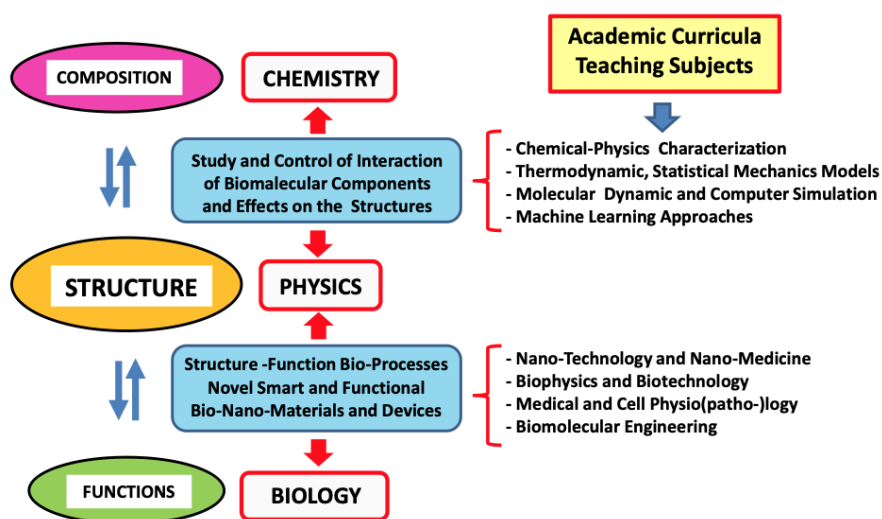 COMPOSITION
CHEMISTRY
Academic Curricula
Teaching Subjects
Study and Control of Interaction
of Biomalecular Components
and Effects on the Structures
- Chemical-Physics Characterization
- Thermodynamic, Statistical Mechanics Models
- Molecular Dynamic and Computer Simulation
- Machine Learning Approaches
STRUCTURE
PHYSICS
Structure -Function Bio-Processes
Novel Smart and Functional
Bio-Nano-Materials and Devices
- Nano-Technology and Nano-Medicine
- Biophysics and Biotechnology
- Medical and Cell Physio(patho-)logy
- Biomolecular Engineering
FUNCTIONS
BIOLOGY